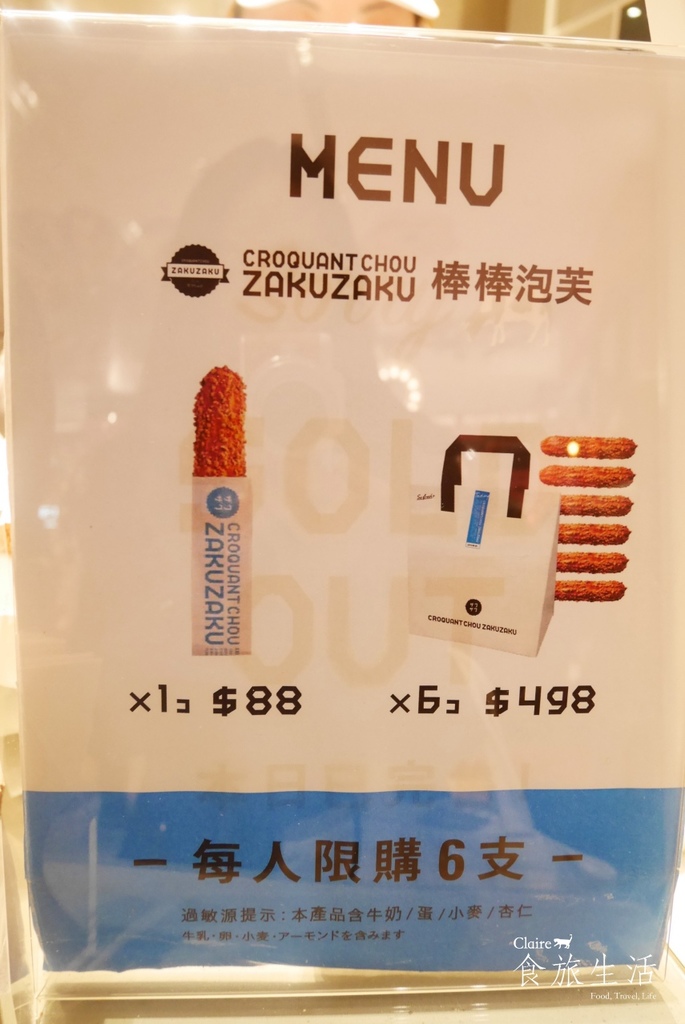 MENU
ZAKUZAKU
CROQUANT CHOU
ZAKUZAKU 棒棒泡芙
SOLD
OUT
CROQUANT CHOU
ZAKUZAKU
CROQUANT CHOU ZAKUZAKU
×1コ $88
×6コ $498
– 每人限購6支 –
過敏源提示:本產品含牛奶/蛋/小麥/杏仁
牛乳・卵・小麦・アーモンドを含みます
Claire
食旅生活
Food, Travel, Life